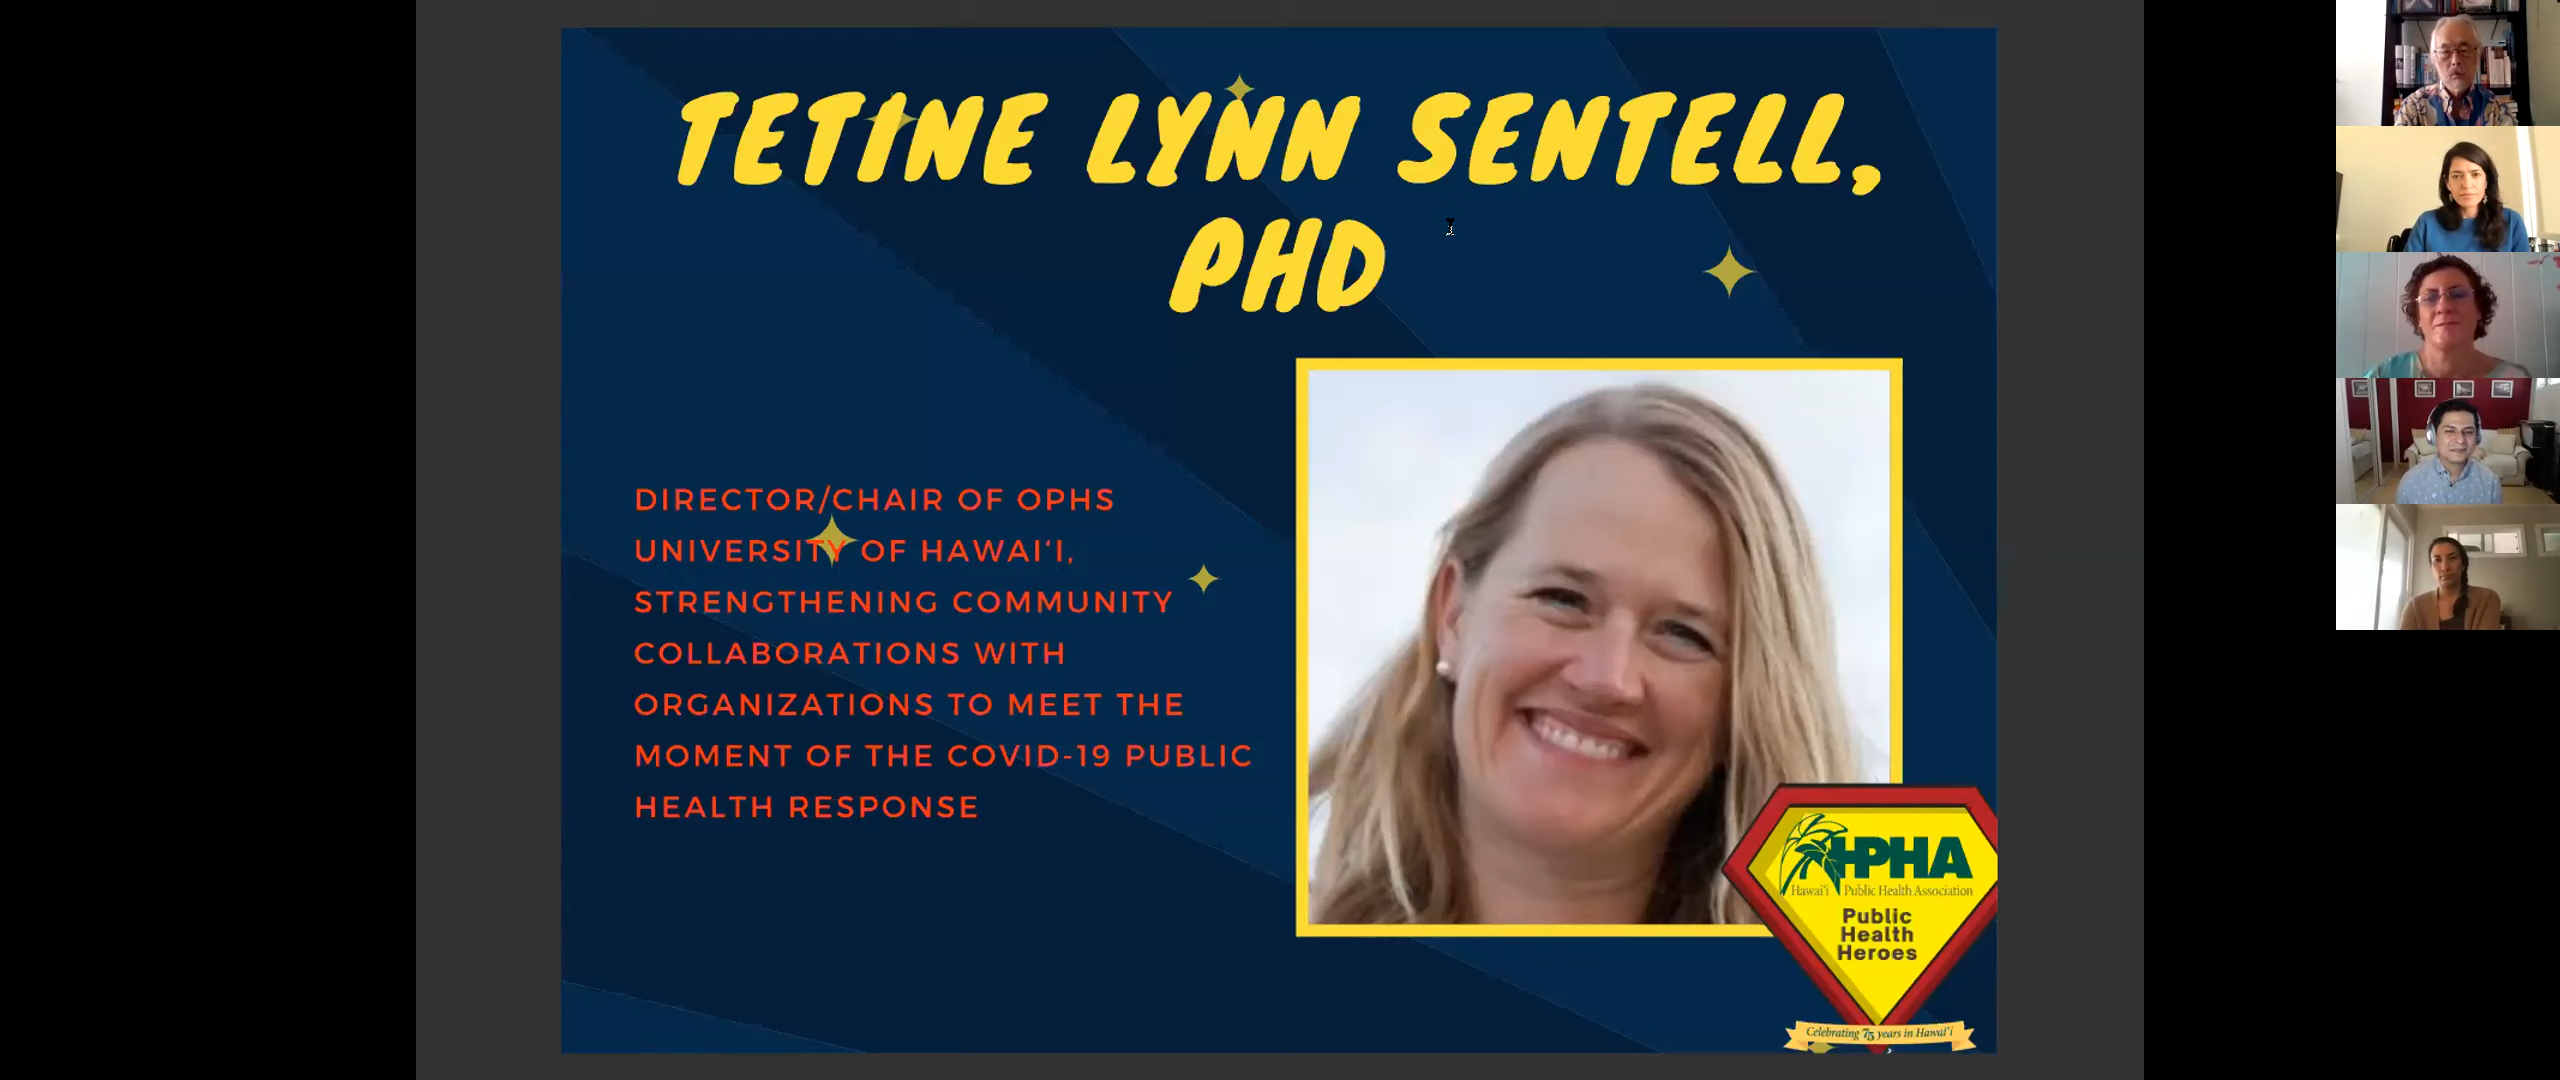 TETINE LYNN SENTELL,
PHD
DIRECTOR/CHAIR OF OPHS
UNIVERSITY OF HAWAIʻI,
STRENGTHENING COMMUNITY
COLLABORATIONS WITH
ORGANIZATIONS TO MEET THE
MOMENT OF THE COVID-19 PUBLIC
HEALTH RESPONSE
HPHA
Hawai'i Public Health Association
Public
Health
Heroes
Celebrating 75 years in Hawai'i